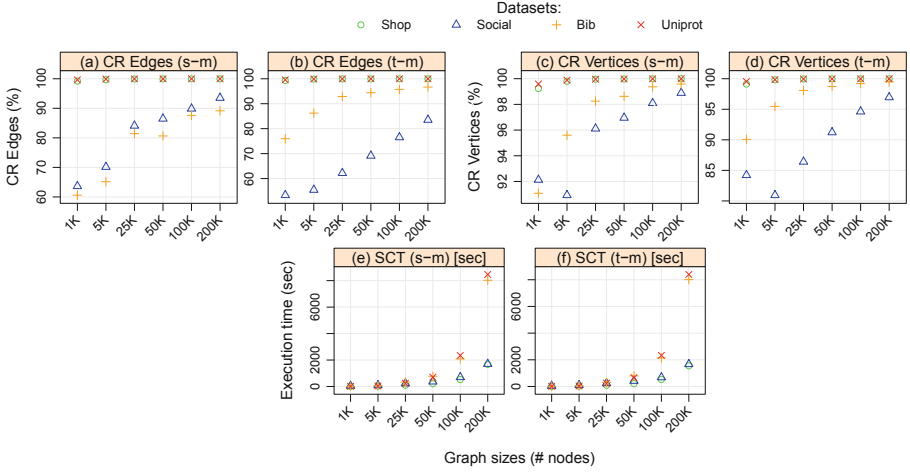 Datasets:
Shop Social Bib Uniprot
(a) CR Edges (s−m) (b) CR Edges (t−m) (c) CR Vertices (s−m) (d) CR Vertices (t−m)
CR Edges (%)
60 70 80 90 100
60 70 80 90 100
CR Vertices (%)
92 94 96 98 100
85 90 95 100
1K 5K 25K 50K 100K 200K
1K 5K 25K 50K 100K 200K
1K 5K 25K 50K 100K 200K
1K 5K 25K 50K 100K 200K
(e) SCT (s−m) [sec] (f) SCT (t−m) [sec]
Execution time (sec)
0 2000 6000
0 2000 6000
1K 5K 25K 50K 100K 200K
1K 5K 25K 50K 100K 200K
Graph sizes (# nodes)